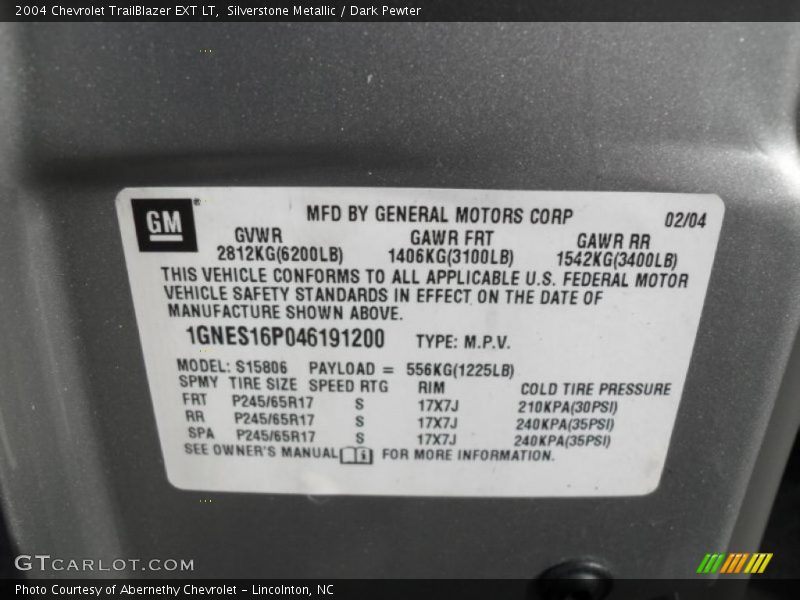 2004 Chevrolet TrailBlazer EXT LT, Silverstone Metallic / Dark Pewter
GM ®
MFD BY GENERAL MOTORS CORP 02/04
GVWR GAWR FRT GAWR RR
2812KG(6200LB) 1406KG(3100LB) 1542KG(3400LB)
THIS VEHICLE CONFORMS TO ALL APPLICABLE U.S. FEDERAL MOTOR
VEHICLE SAFETY STANDARDS IN EFFECT ON THE DATE OF
MANUFACTURE SHOWN ABOVE.
1GNES16P046191200 TYPE: M.P.V.
MODEL: S15806 PAYLOAD = 556KG(1225LB)
SPMY TIRE SIZE SPEED RTG RIM COLD TIRE PRESSURE
FRT P245/65R17 S 17X7J 210KPA(30PSI)
RR P245/65R17 S 17X7J 240KPA(35PSI)
SPA P245/65R17 S 17X7J 240KPA(35PSI)
SEE OWNER'S MANUAL FOR MORE INFORMATION.
GTCARLOT.COM
Photo Courtesy of Abernethy Chevrolet - Lincolnton, NC